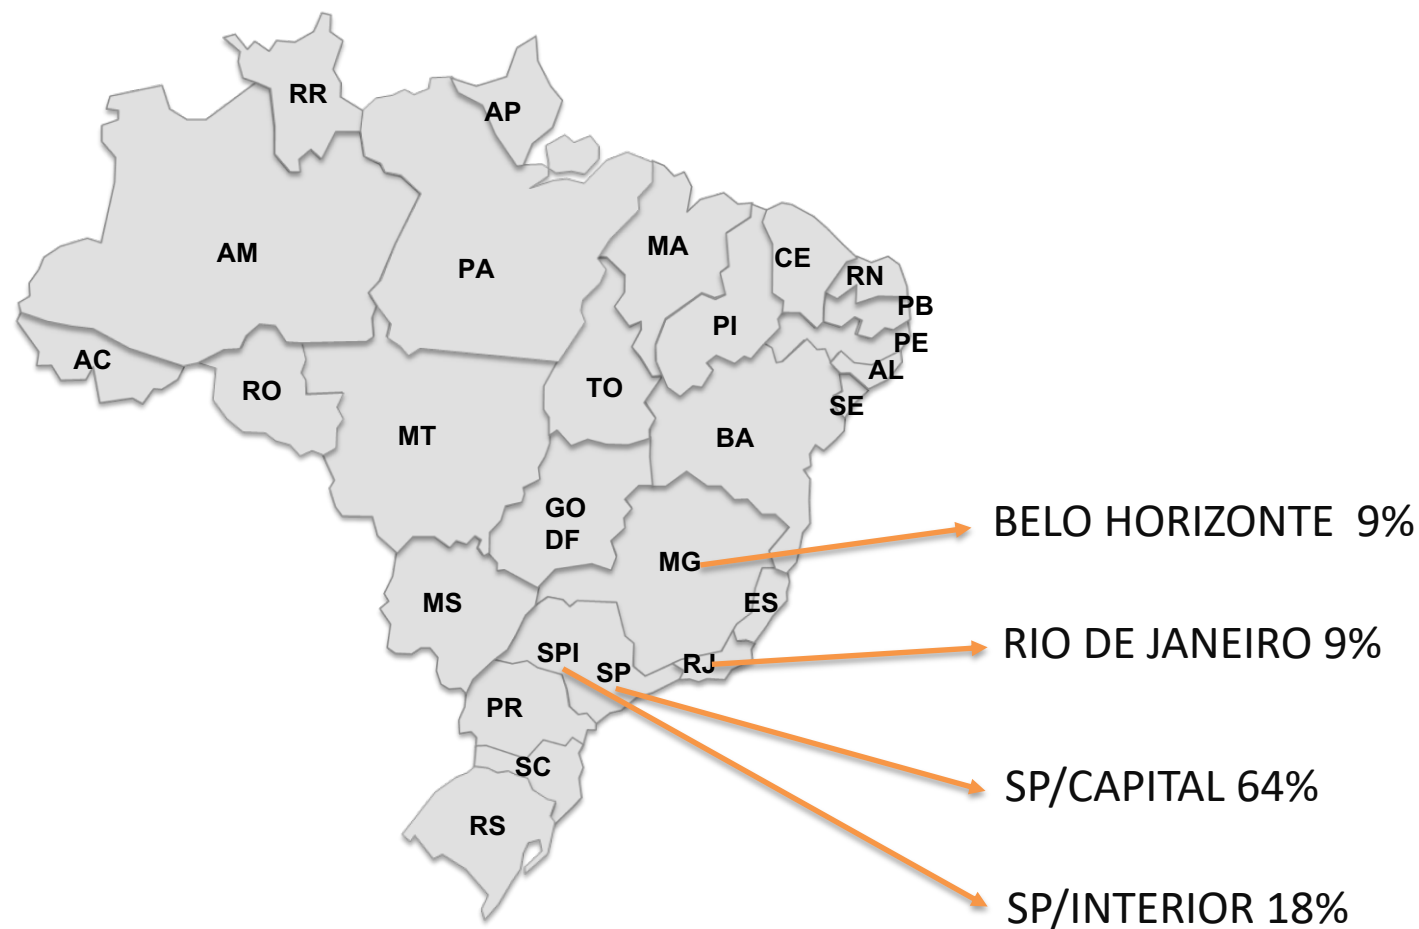 RR
AP
AM
PA
MA
CE
RN
PB
PI
PE
AC
AL
RO
TO
SE
MT
BA
GO
DF
MG
MS
ES
SPI
SP
RJ
PR
SC
RS
BELO HORIZONTE 9%
RIO DE JANEIRO 9%
SP/CAPITAL 64%
SP/INTERIOR 18%